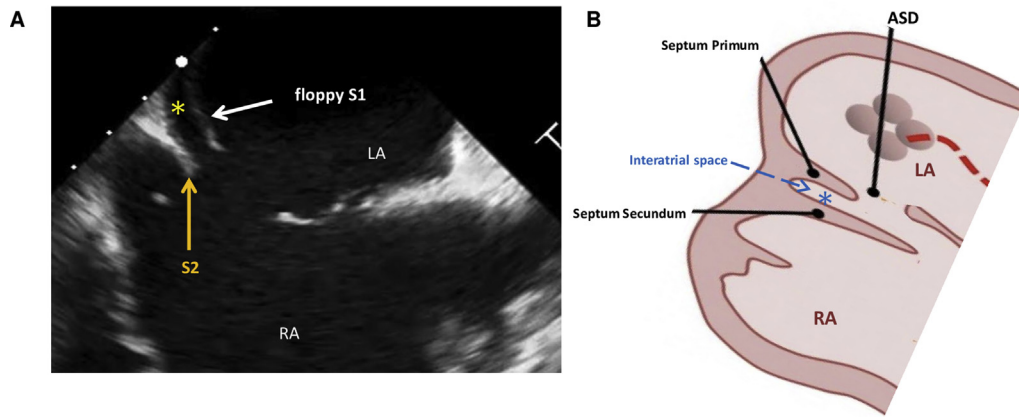 A
*
floppy S1
LA
S2
RA
B
ASD
Septum Primum
Interatrial space
*
LA
Septum Secundum
RA